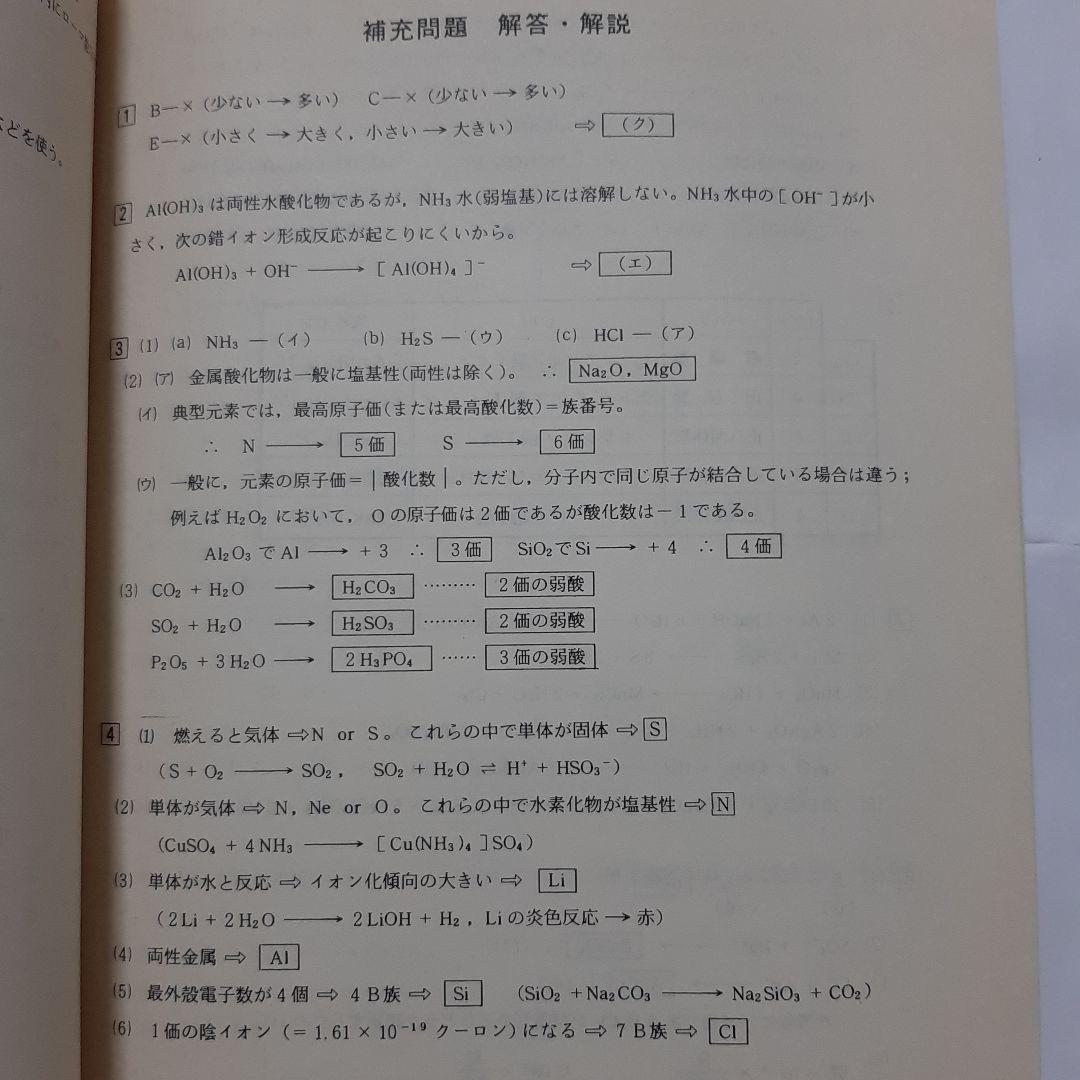 補充問題 解答・解説
1 B—×（少ない → 多い） C—×（少ない → 多い）
E—×（小さく → 大きく，小さい → 大きい） ⇨ （ク）
2 Al(OH)₃ は両性水酸化物であるが，NH₃ 水（弱塩基）には溶解しない。NH₃ 水中の［OH⁻］が小
さく，次の錯イオン形成反応が起こりにくいから。
Al(OH)₃ + OH⁻ ⟶ ［Al(OH)₄］⁻ ⇨ （エ）
3 (1) (a) NH₃ —（イ） (b) H₂S —（ウ） (c) HCl —（ア）
(2) (ア) 金属酸化物は一般に塩基性（両性は除く）。 ∴ Na₂O，MgO
(イ) 典型元素では，最高原子価（または最高酸化数）＝族番号。
∴ N ⟶ 5価 S ⟶ 6価
(ウ) 一般に，元素の原子価＝｜酸化数｜。ただし，分子内で同じ原子が結合している場合は違う；
例えば H₂O₂ において，Oの原子価は2価であるが酸化数は－1である。
Al₂O₃ で Al ⟶ +3 ∴ 3価 SiO₂でSi ⟶ +4 ∴ 4価
(3) CO₂ + H₂O ⟶ H₂CO₃ ……… 2価の弱酸
SO₂ + H₂O ⟶ H₂SO₃ ……… 2価の弱酸
P₂O₅ + 3H₂O ⟶ 2H₃PO₄ …… 3価の弱酸
4 (1) 燃えると気体 ⇨N or S。これらの中で単体が固体 ⇨ S
（S + O₂ ⟶ SO₂， SO₂ + H₂O ⇌ H⁺ + HSO₃⁻）
(2) 単体が気体 ⇨ N，Ne or O。これらの中で水素化物が塩基性 ⇨ N
（CuSO₄ + 4NH₃ ⟶ ［Cu(NH₃)₄］SO₄）
(3) 単体が水と反応 ⇨ イオン化傾向の大きい ⇨ Li
（2Li + 2H₂O ⟶ 2LiOH + H₂，Liの炎色反応 → 赤）
(4) 両性金属 ⇨ Al
(5) 最外殻電子数が4個 ⇨ 4B族 ⇨ Si （SiO₂ +Na₂CO₃ ⟶ Na₂SiO₃ + CO₂）
(6) 1価の陰イオン（= 1.61 × 10⁻¹⁹ クーロン）になる ⇨ 7B族 ⇨ Cl
などを使う。